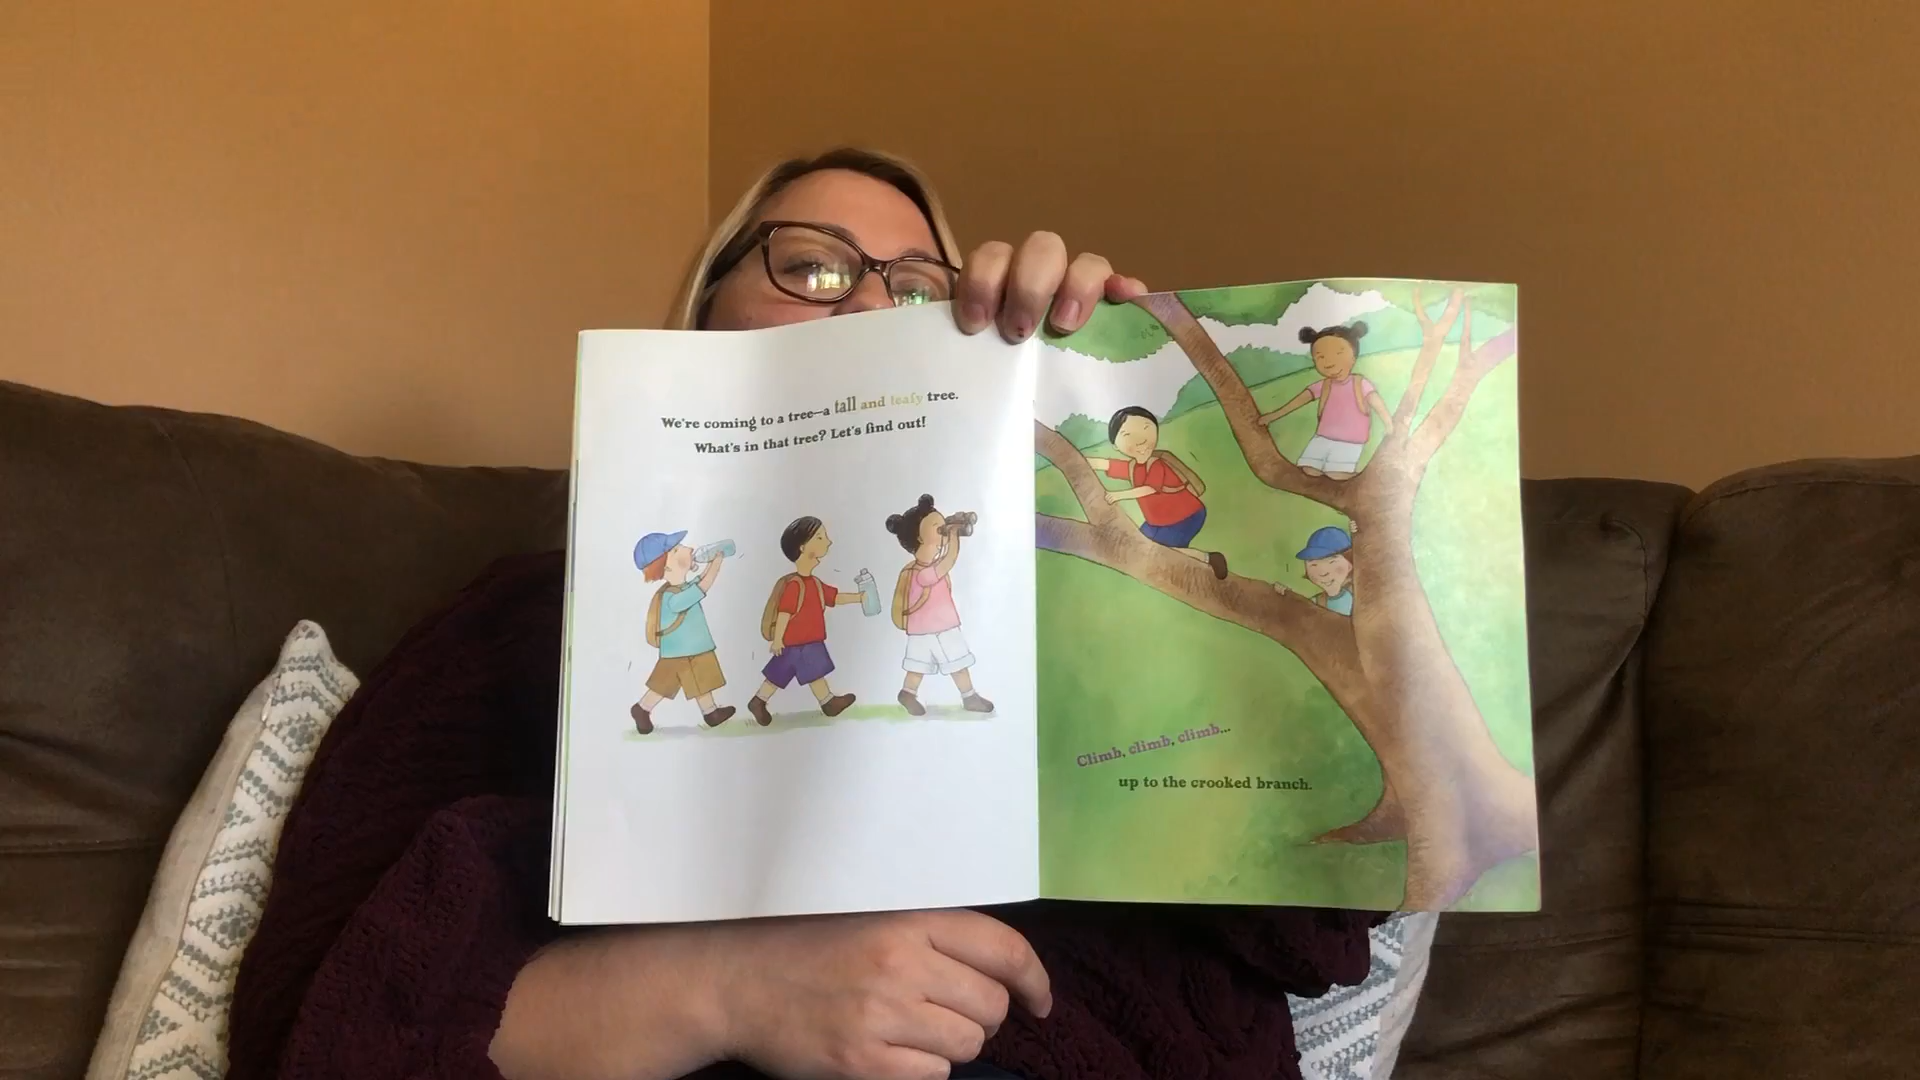 We're coming to a tree—a tall and leafy tree.
What's in that tree? Let's find out!
Climb, climb, climb...
up to the crooked branch.